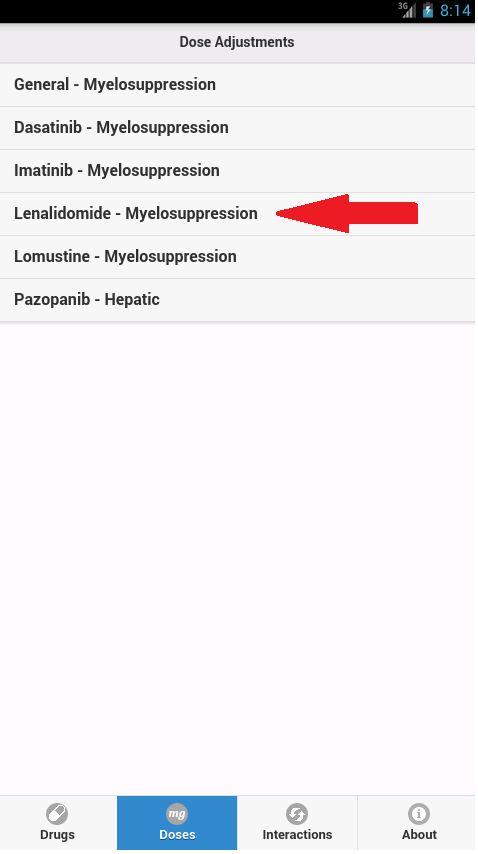 3G 8:14
Dose Adjustments
General - Myelosuppression
Dasatinib - Myelosuppression
Imatinib - Myelosuppression
Lenalidomide - Myelosuppression
Lomustine - Myelosuppression
Pazopanib - Hepatic
mg
Drugs Doses Interactions About